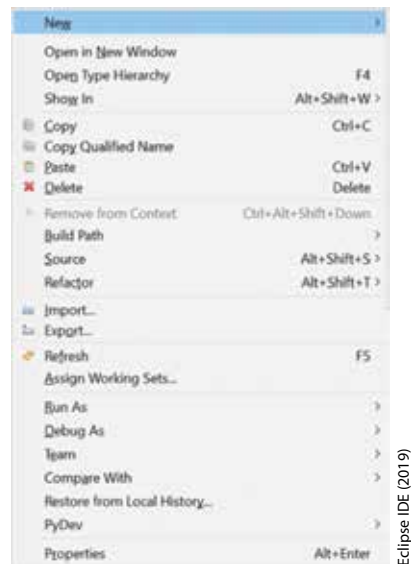 New >
Open in New Window
Open Type Hierarchy F4
Show In Alt+Shift+W >
Copy Ctrl+C
Copy Qualified Name
Paste Ctrl+V
Delete Delete
Remove from Context Ctrl+Alt+Shift+Down
Build Path >
Source Alt+Shift+S >
Refactor Alt+Shift+T >
Import...
Export...
Refresh F5
Assign Working Sets...
Run As >
Debug As >
Team >
Compare With >
Restore from Local History...
PyDev >
Properties Alt+Enter
Eclipse IDE (2019)